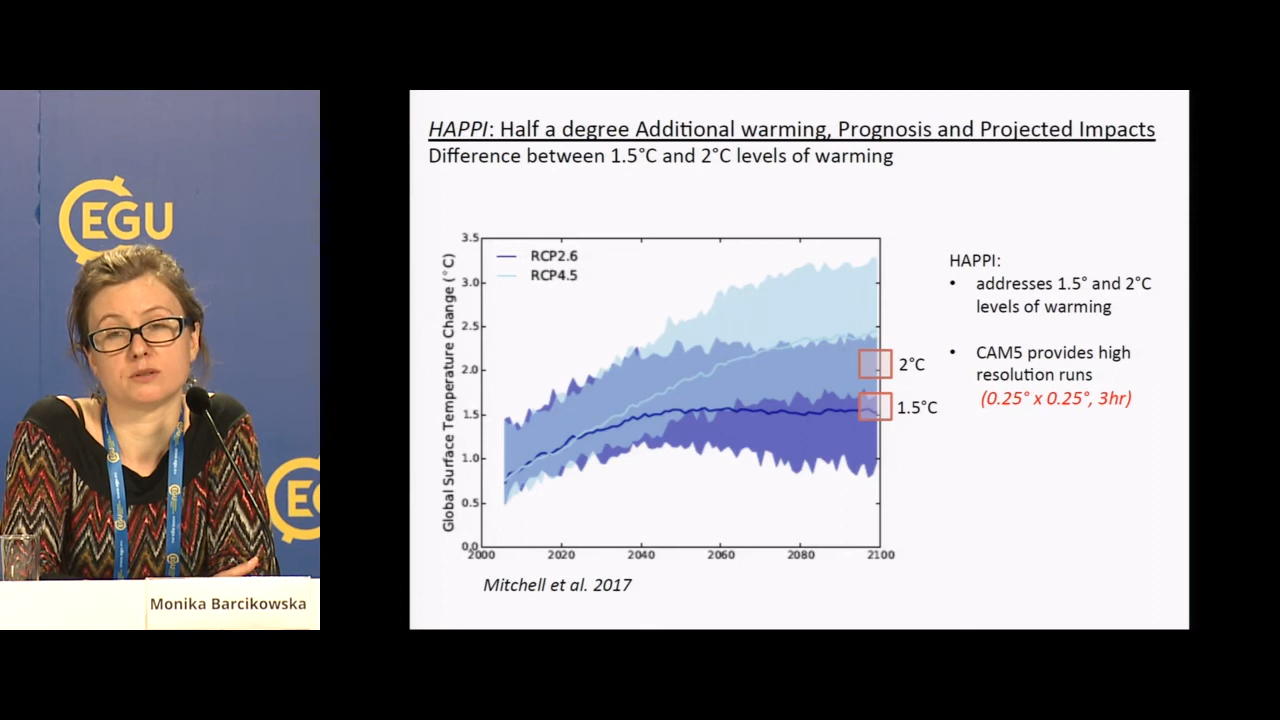 HAPPI: Half a degree Additional warming, Prognosis and Projected Impacts
Difference between 1.5°C and 2°C levels of warming
EGU
E
Monika Barcikowska
Global Surface Temperature Change (°C)
3.5
3.0
2.5
2.0
1.5
1.0
0.5
0.0
RCP2.6
RCP4.5
2000 2020 2040 2060 2080 2100
2°C
1.5°C
Mitchell et al. 2017
HAPPI:
• addresses 1.5° and 2°C
levels of warming
• CAM5 provides high
resolution runs
(0.25° x 0.25°, 3hr)